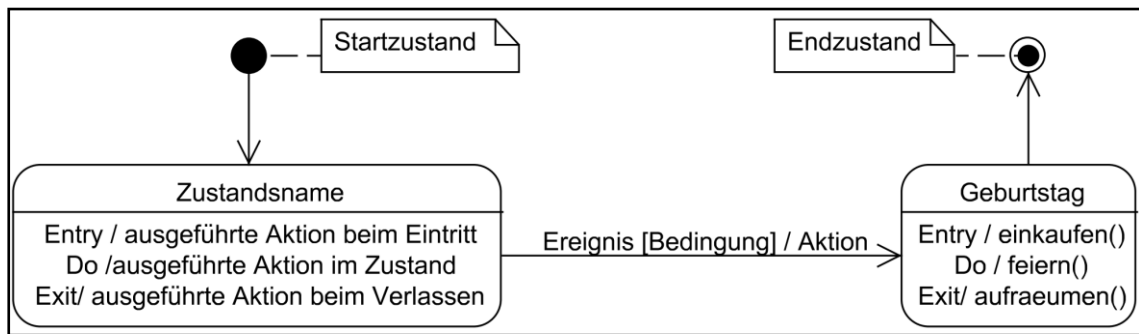 Startzustand
Endzustand
Zustandsname
Entry / ausgeführte Aktion beim Eintritt
Do /ausgeführte Aktion im Zustand
Exit/ ausgeführte Aktion beim Verlassen
Ereignis [Bedingung] / Aktion
Geburtstag
Entry / einkaufen()
Do / feiern()
Exit/ aufraeumen()